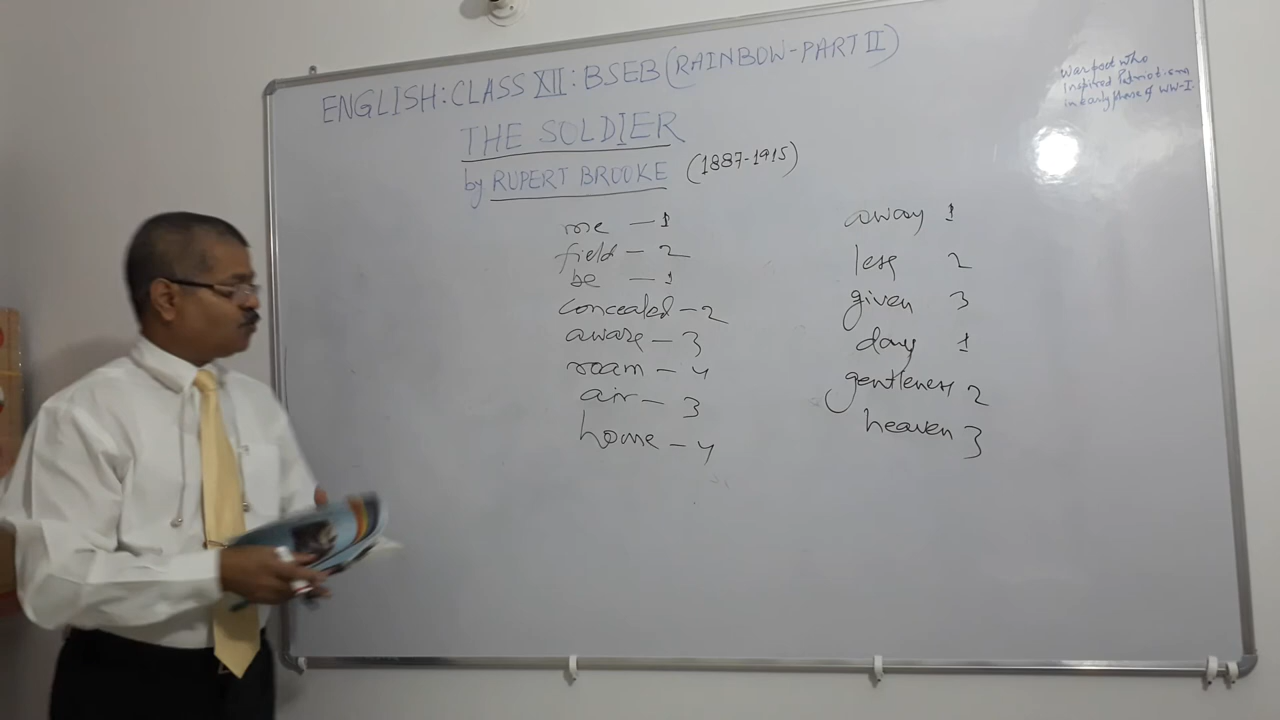 ENGLISH: CLASS XII: BSEB (RAINBOW-PART II)
THE SOLDIER
by RUPERT BROOKE (1887-1915)
War poet who
Inspired Patriotism
in early phase of WW-I.
me - 1
field - 2
be - 1
concealed - 2
aware - 3
roam - 4
air - 3
home - 4
away 1
less 2
given 3
day 1
gentleness 2
heaven 3